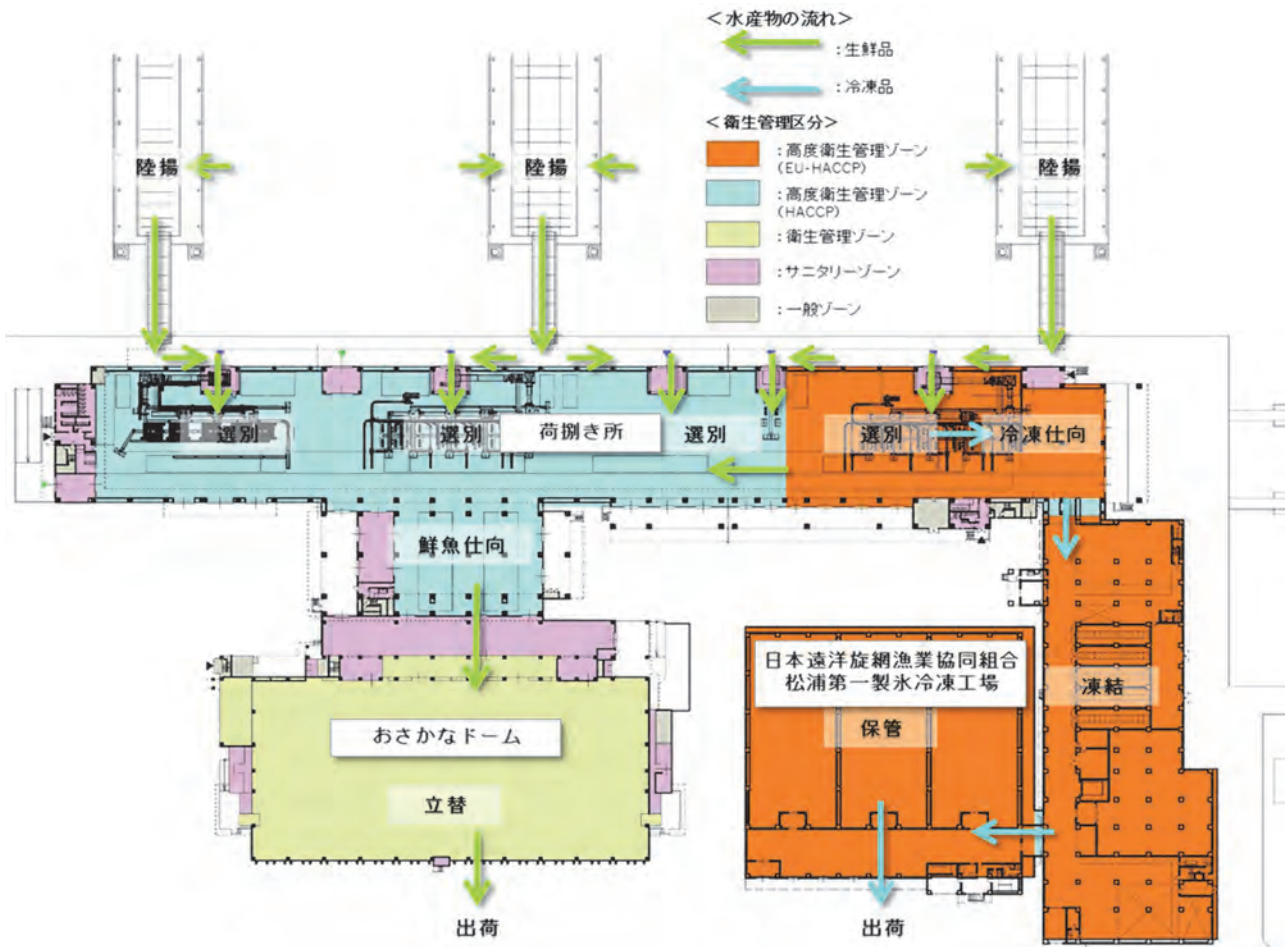 ＜水産物の流れ＞
：生鮮品
：冷凍品
＜衛生管理区分＞
：高度衛生管理ゾーン
(EU-HACCP)
：高度衛生管理ゾーン
(HACCP)
：衛生管理ゾーン
：サニタリーゾーン
：一般ゾーン
陸揚
陸揚
陸揚
選別
選別
荷捌き所
選別
選別
冷凍仕向
鮮魚仕向
日本遠洋旋網漁業協同組合
松浦第一製氷冷凍工場
凍結
保管
おさかなドーム
立替
出荷
出荷